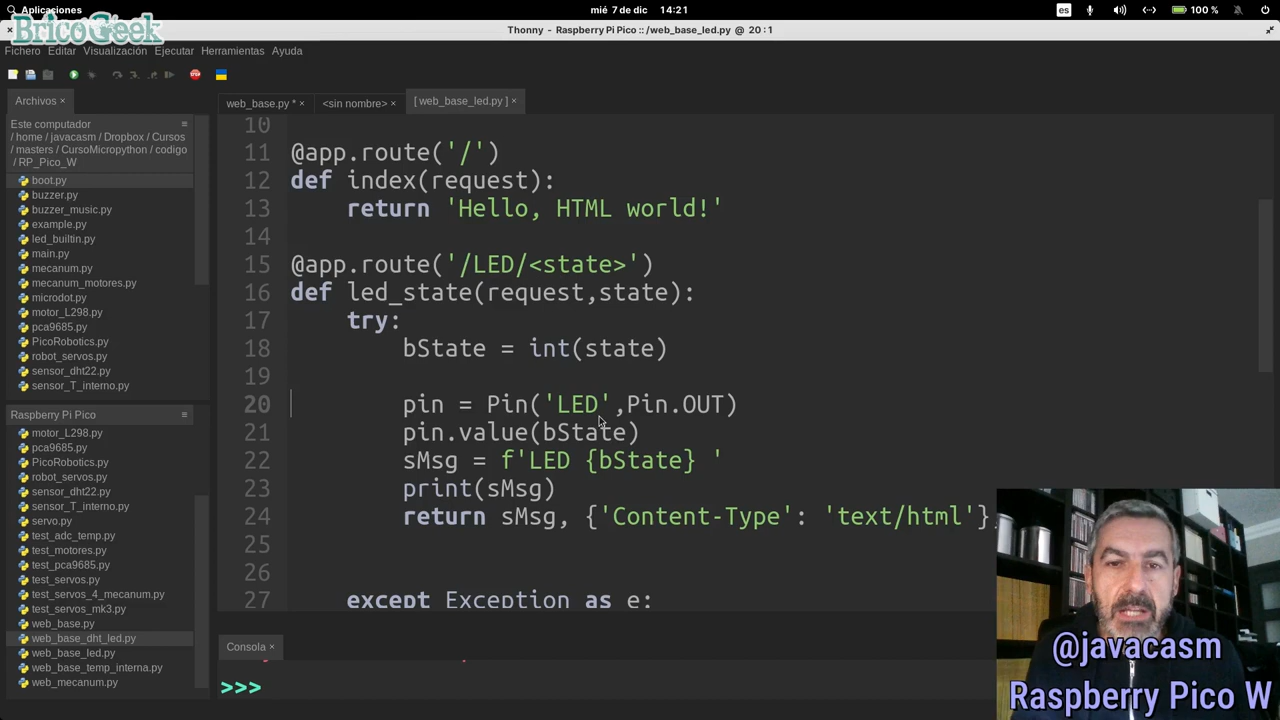 Aplicaciones
mié 7 de dic 14:21
es
100 %
BricoGeek
Thonny - Raspberry Pi Pico :: /web_base_led.py @ 20 : 1
Fichero Editar Visualización Ejecutar Herramientas Ayuda
Archivos ×
web_base.py * ×
<sin nombre> ×
[ web_base_led.py ] ×
Este computador
/ home / javacasm / Dropbox / Cursos
/ masters / CursoMicropython / codigo
/ RP_Pico_W
boot.py
buzzer.py
buzzer_music.py
example.py
led_builtin.py
main.py
mecanum.py
mecanum_motores.py
microdot.py
motor_L298.py
pca9685.py
PicoRobotics.py
robot_servos.py
sensor_dht22.py
sensor_T_interno.py
Raspberry Pi Pico
motor_L298.py
pca9685.py
PicoRobotics.py
robot_servos.py
sensor_dht22.py
sensor_T_interno.py
servo.py
test_adc_temp.py
test_motores.py
test_pca9685.py
test_servos.py
test_servos_4_mecanum.py
test_servos_mk3.py
web_base.py
web_base_dht_led.py
web_base_led.py
web_base_temp_interna.py
web_mecanum.py
10
11 @app.route('/')
12 def index(request):
13 return 'Hello, HTML world!'
14
15 @app.route('/LED/<state>')
16 def led_state(request,state):
17 try:
18 bState = int(state)
19
20 pin = Pin('LED',Pin.OUT)
21 pin.value(bState)
22 sMsg = f'LED {bState} '
23 print(sMsg)
24 return sMsg, {'Content-Type': 'text/html'}
25
26
27 except Exception as e:
Consola ×
>>>
@javacasm
Raspberry Pico W